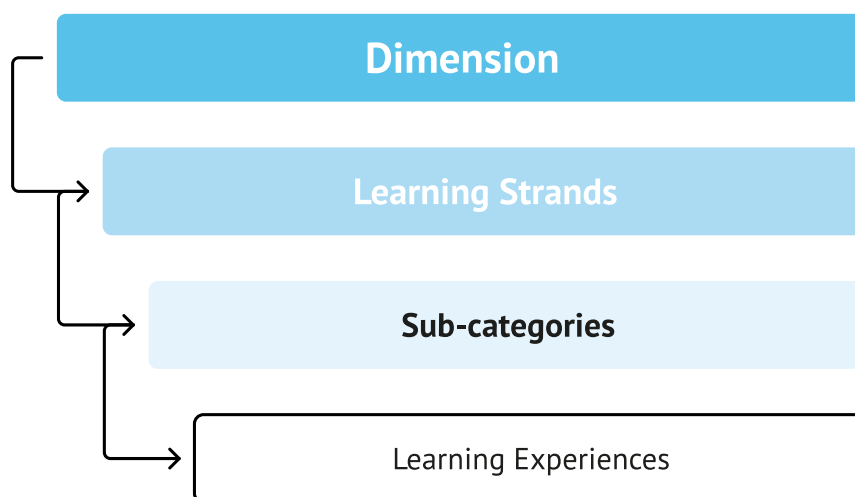 Dimension
Learning Strands
Sub-categories
Learning Experiences